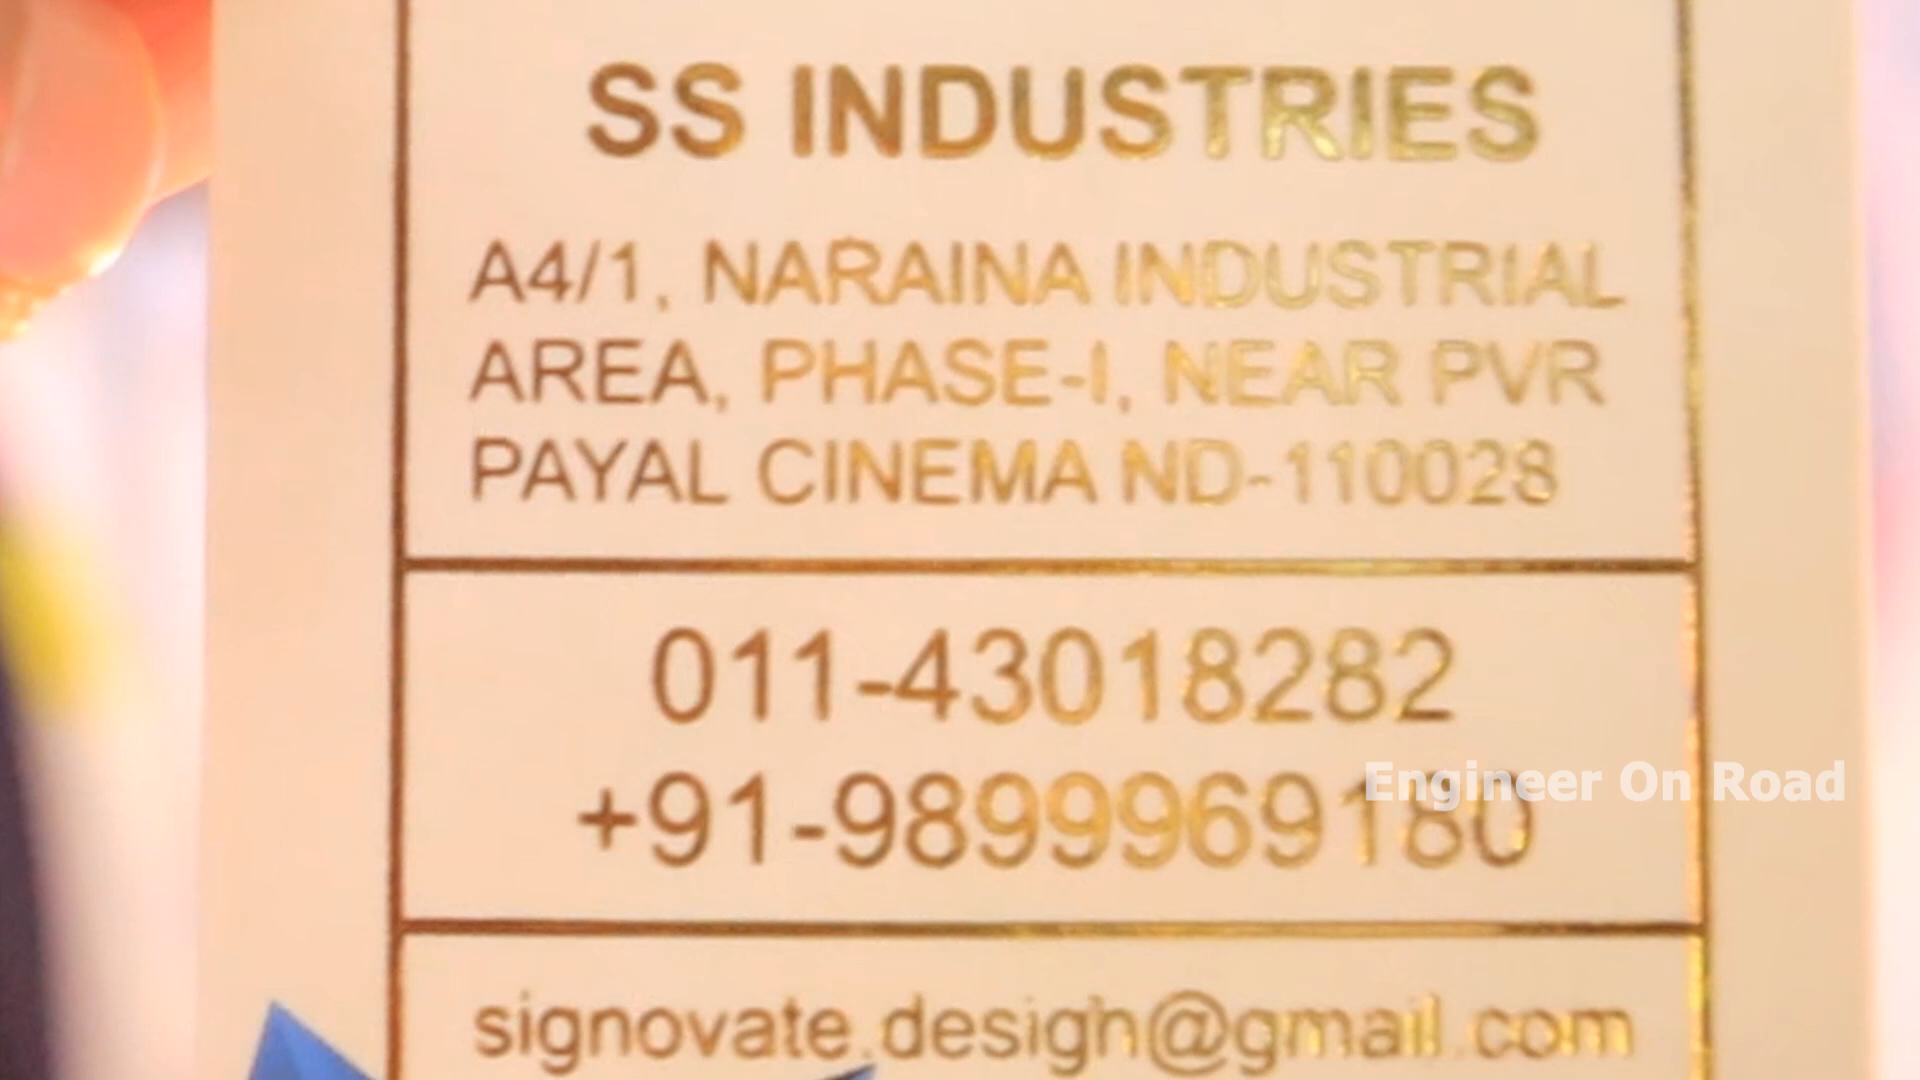 SS INDUSTRIES
A4/1, NARAINA INDUSTRIAL
AREA, PHASE-I, NEAR PVR
PAYAL CINEMA ND-110028
011-43018282
+91-9899969180
Engineer On Road
signovate.design@gmail.com